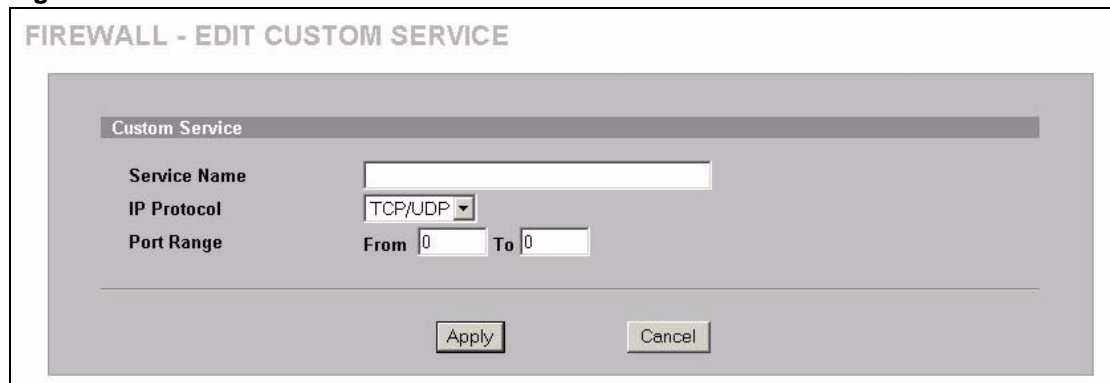 FIREWALL - EDIT CUSTOM SERVICE
Custom Service
Service Name
IP Protocol TCP/UDP
Port Range From 0 To 0
Apply Cancel